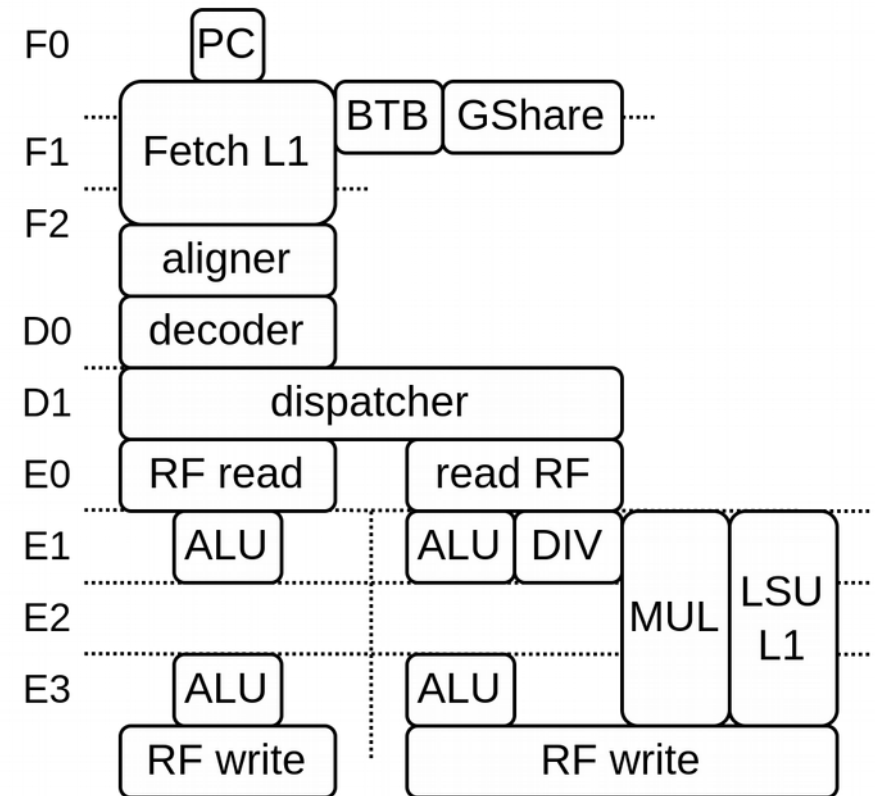 F0
PC
BTB
GShare
F1
Fetch L1
F2
aligner
D0
decoder
D1
dispatcher
E0
RF read
read RF
E1
ALU
ALU
DIV
E2
MUL
LSU
L1
E3
ALU
ALU
RF write
RF write